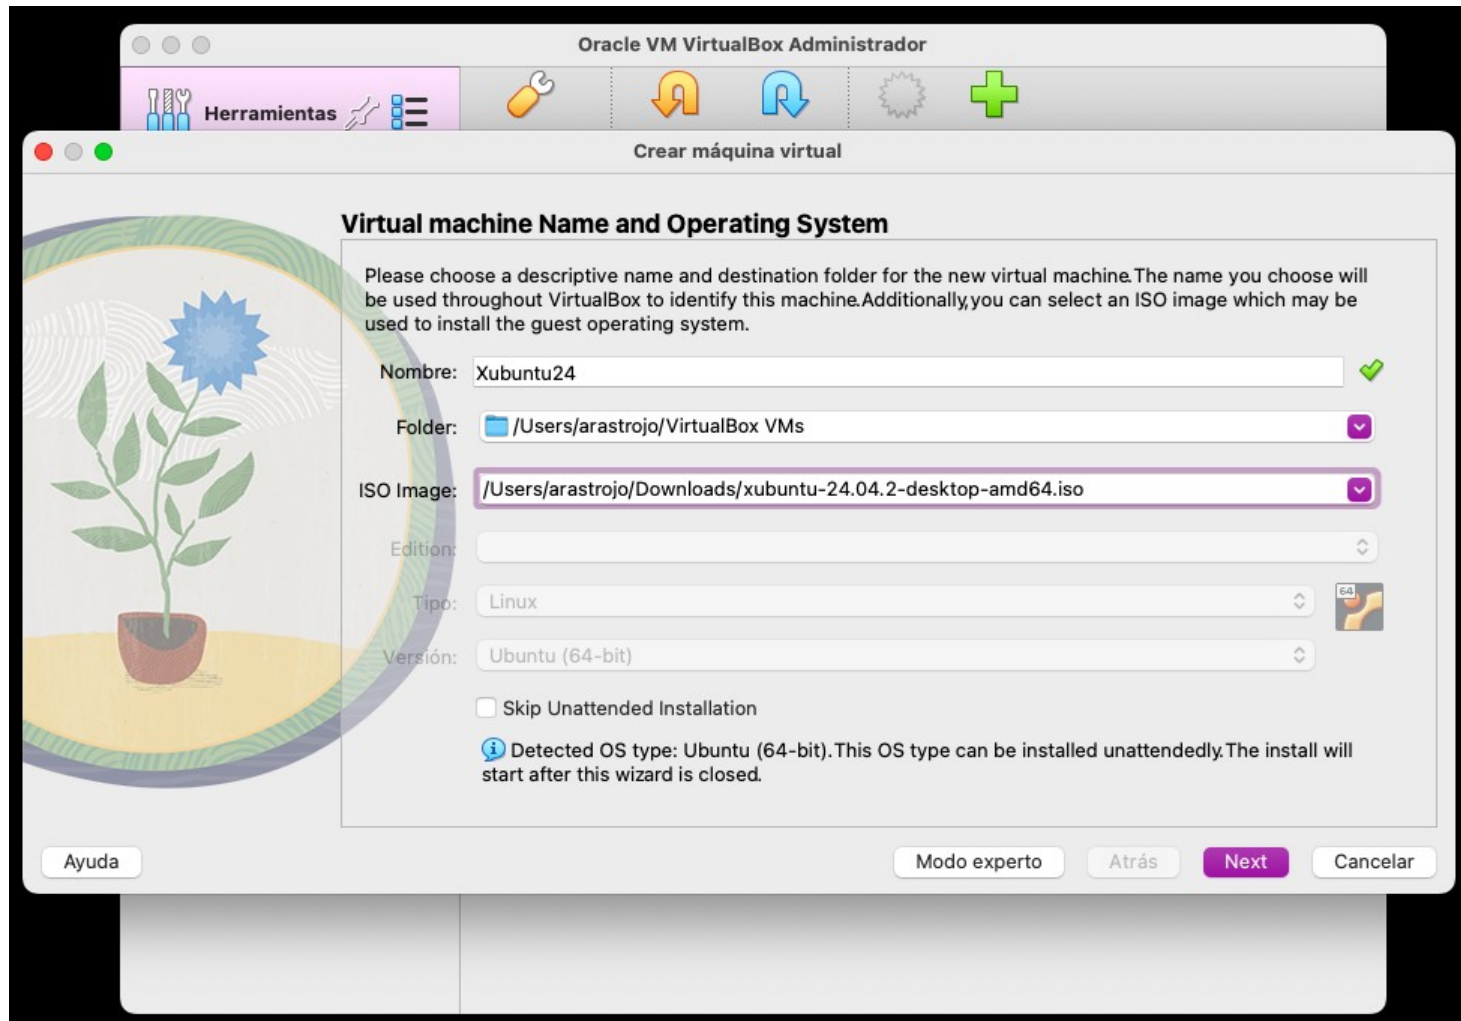 Oracle VM VirtualBox Administrador
Herramientas
Crear máquina virtual
Virtual machine Name and Operating System
Please choose a descriptive name and destination folder for the new virtual machine.The name you choose will
be used throughout VirtualBox to identify this machine.Additionally,you can select an ISO image which may be
used to install the guest operating system.
Nombre: Xubuntu24
Folder: /Users/arastrojo/VirtualBox VMs
ISO Image: /Users/arastrojo/Downloads/xubuntu-24.04.2-desktop-amd64.iso
Edition:
Tipo: Linux
64
Versión: Ubuntu (64-bit)
Skip Unattended Installation
Detected OS type: Ubuntu (64-bit).This OS type can be installed unattendedly.The install will
start after this wizard is closed.
Ayuda Modo experto Atrás Next Cancelar